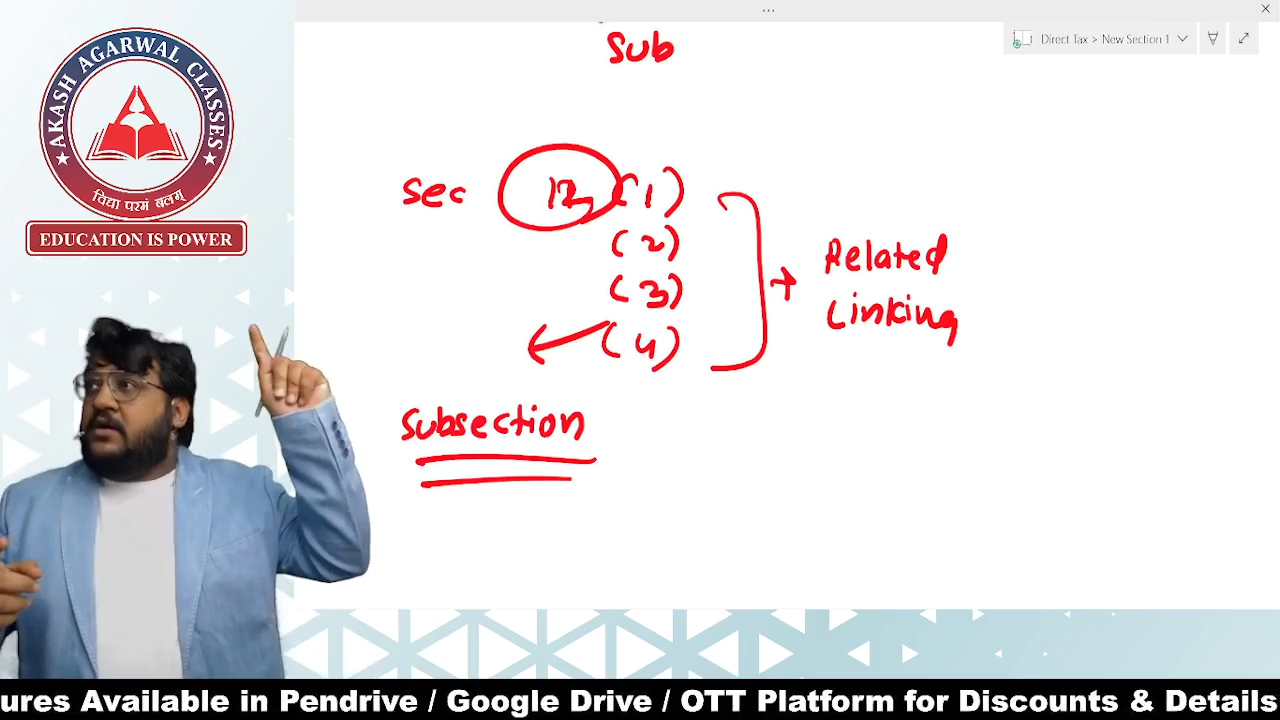 AKASH AGARWAL CLASSES
विद्या परमं बलम्
EDUCATION IS POWER
...
Direct Tax > New Section 1
Sub
sec 12 (1)
(2)
(3)
(4)
+ Related
Linking
Subsection
ures Available in Pendrive / Google Drive / OTT Platform for Discounts & Details